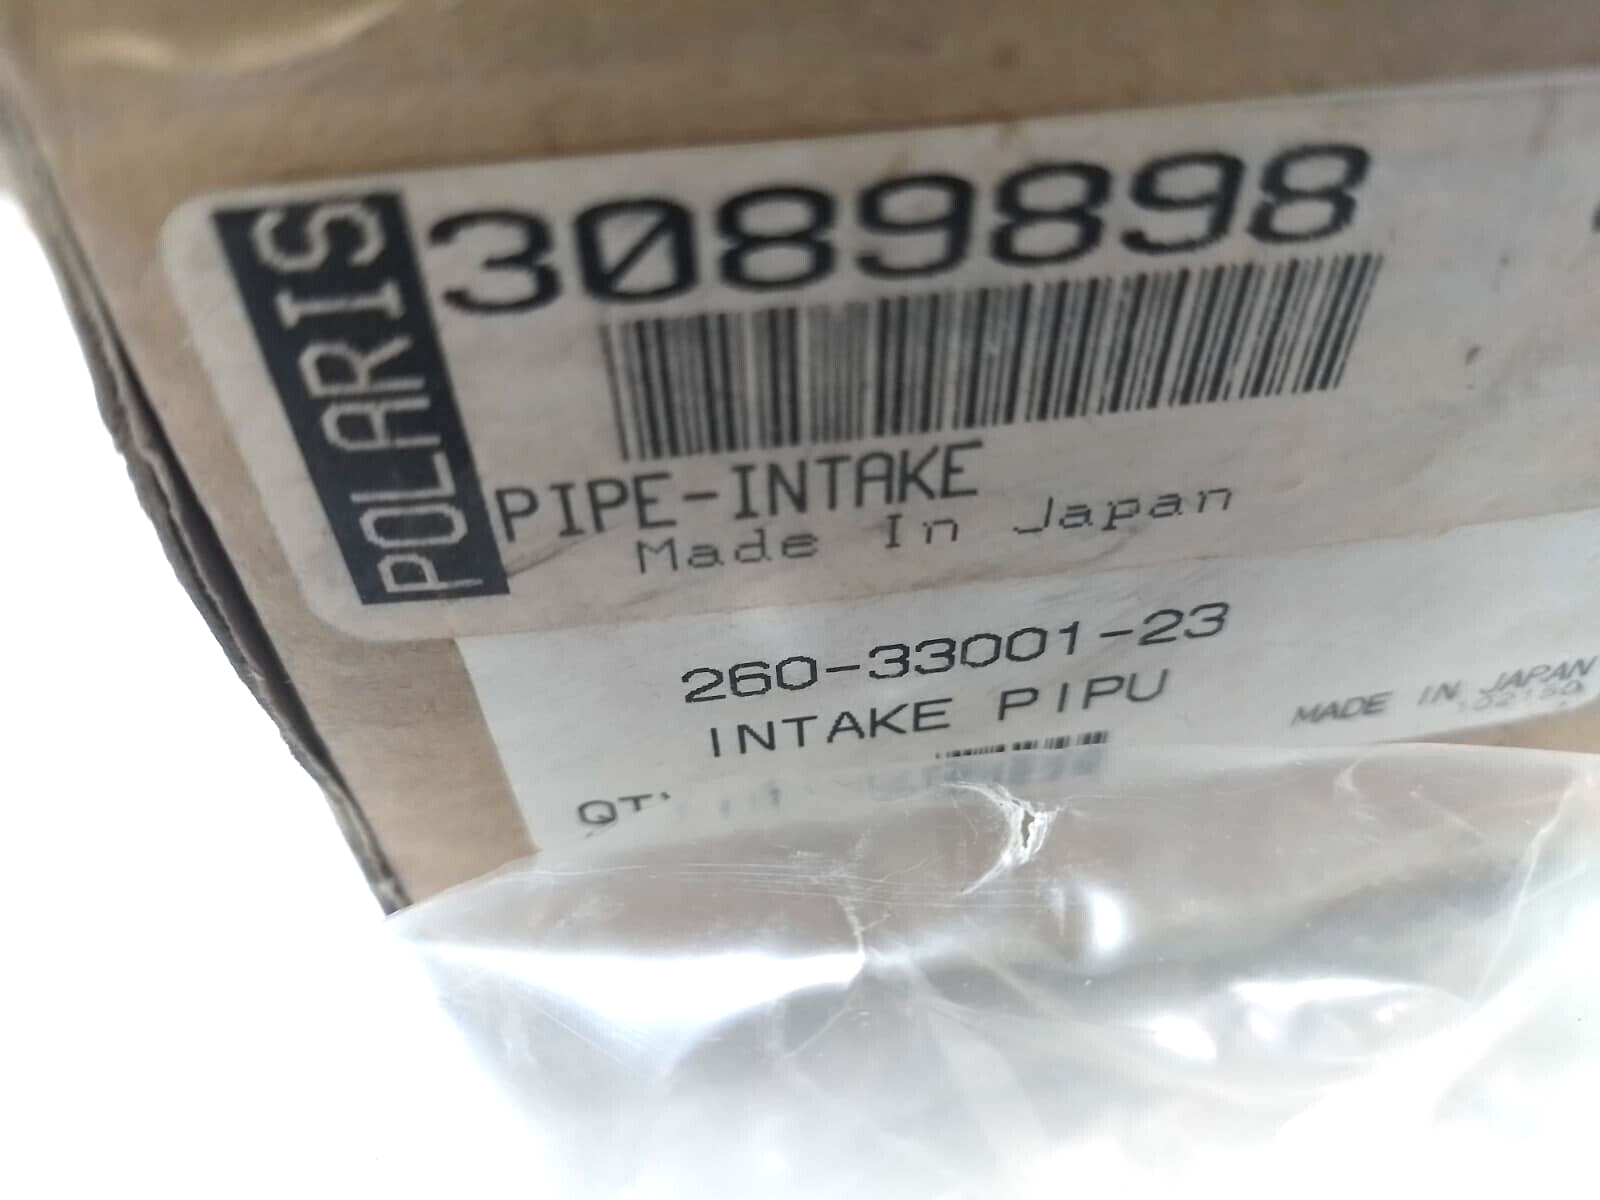 POLARIS
3089898
PIPE-INTAKE
Made In Japan
260-33001-23
INTAKE PIPU
MADE IN JAPAN